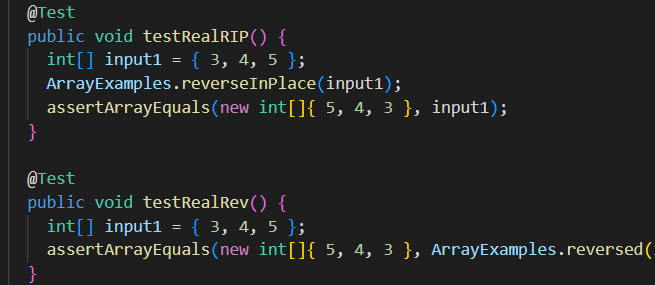 @Test
public void testRealRIP() {
int[] input1 = { 3, 4, 5 };
ArrayExamples.reverseInPlace(input1);
assertArrayEquals(new int[]{ 5, 4, 3 }, input1);
}
@Test
public void testRealRev() {
int[] input1 = { 3, 4, 5 };
assertArrayEquals(new int[]{ 5, 4, 3 }, ArrayExamples.reversed(
}